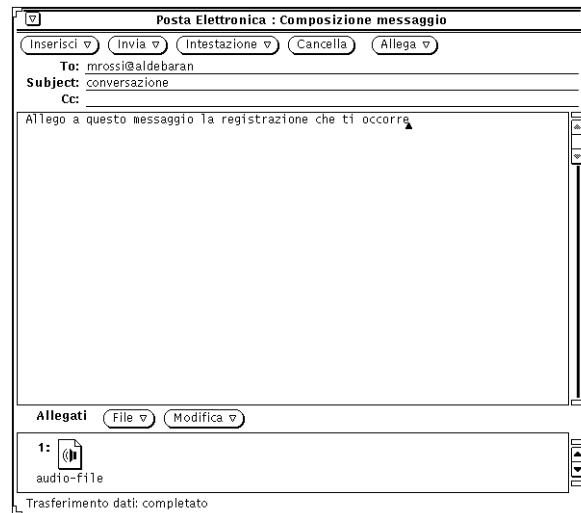 Posta Elettronica : Composizione messaggio
Inserisci Invia Intestazione Cancella Allega
To: mrossi@aldebaran
Subject: conversazione
Cc:
Allego a questo messaggio la registrazione che ti occorre
Allegati File Modifica
1:
audio-file
Trasferimento dati: completato